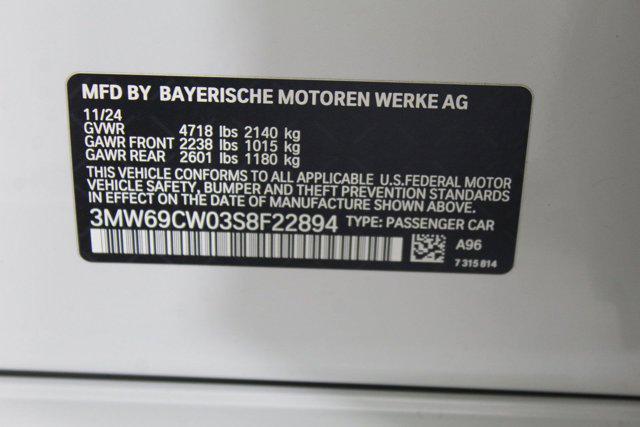 MFD BY BAYERISCHE MOTOREN WERKE AG
11/24
GVWR 4718 lbs 2140 kg
GAWR FRONT 2238 lbs 1015 kg
GAWR REAR 2601 lbs 1180 kg
THIS VEHICLE CONFORMS TO ALL APPLICABLE U.S.FEDERAL MOTOR
VEHICLE SAFETY, BUMPER AND THEFT PREVENTION STANDARDS
IN EFFECT ON THE DATE OF MANUFACTURE SHOWN ABOVE.
3MW69CW03S8F22894 TYPE: PASSENGER CAR
A96
7 315 814